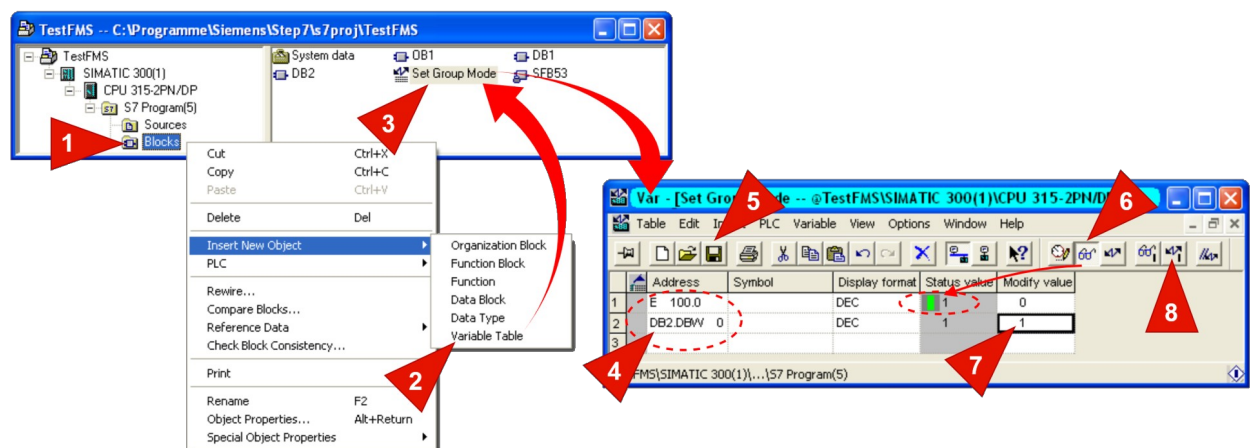 TestFMS -- C:\Programme\Siemens\Step7\s7proj\TestFMS
TestFMS
SIMATIC 300(1)
CPU 315-2PN/DP
S7 Program(5)
Sources
Blocks
System data
OB1
DB1
DB2
Set Group Mode
SFB53
1
3
Cut Ctrl+X
Copy Ctrl+C
Paste Ctrl+V
Delete Del
Insert New Object
PLC
Rewire...
Compare Blocks...
Reference Data
Check Block Consistency...
Print
Rename F2
Object Properties... Alt+Return
Special Object Properties
Organization Block
Function Block
Function
Data Block
Data Type
Variable Table
2
Var - [Set Gro de -- @TestFMS\SIMATIC 300(1)\CPU 315-2PN/D
5
6
Table Edit PLC Variable View Options Window Help
Address Symbol Display format Status value Modify value
1 E 100.0 DEC 1 0
2 DB2.DBW 0 DEC 1 1
3
4
7
8
FMS\SIMATIC 300(1)\...\S7 Program(5)